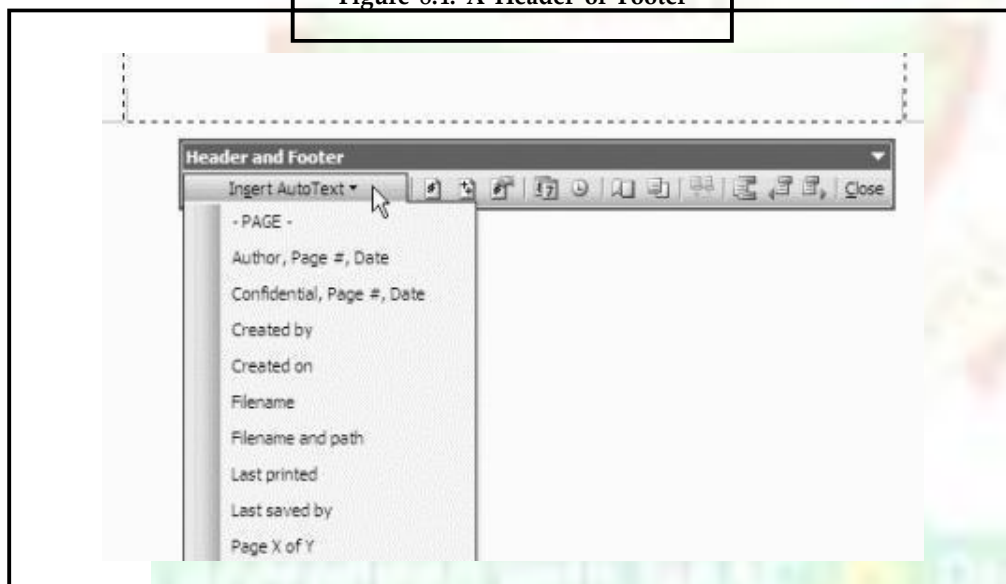 Figure 6.1: A Header or Footer
Header and Footer
Insert AutoText
Close
- PAGE -
Author, Page #, Date
Confidential, Page #, Date
Created by
Created on
Filename
Filename and path
Last printed
Last saved by
Page X of Y